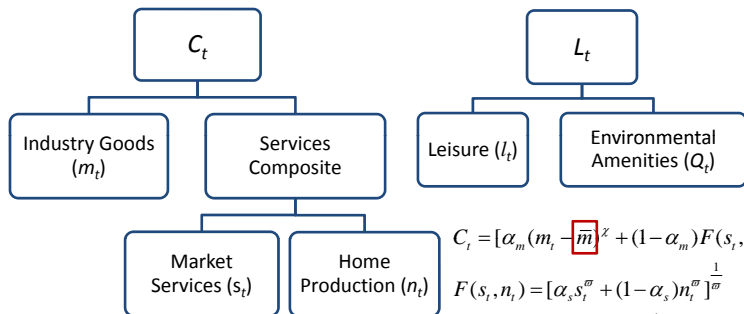 C_t
L_t
Industry Goods
(m_t)
Services
Composite
Leisure (l_t)
Environmental
Amenities (Q_t)
Market
Services (s_t)
Home
Production (n_t)
C_t = [α_m(m_t − m̅)^χ + (1 − α_m)F(s_t,
F(s_t, n_t) = [α_s s_t^ϖ + (1 − α_s)n_t^ϖ]^{1/ϖ}